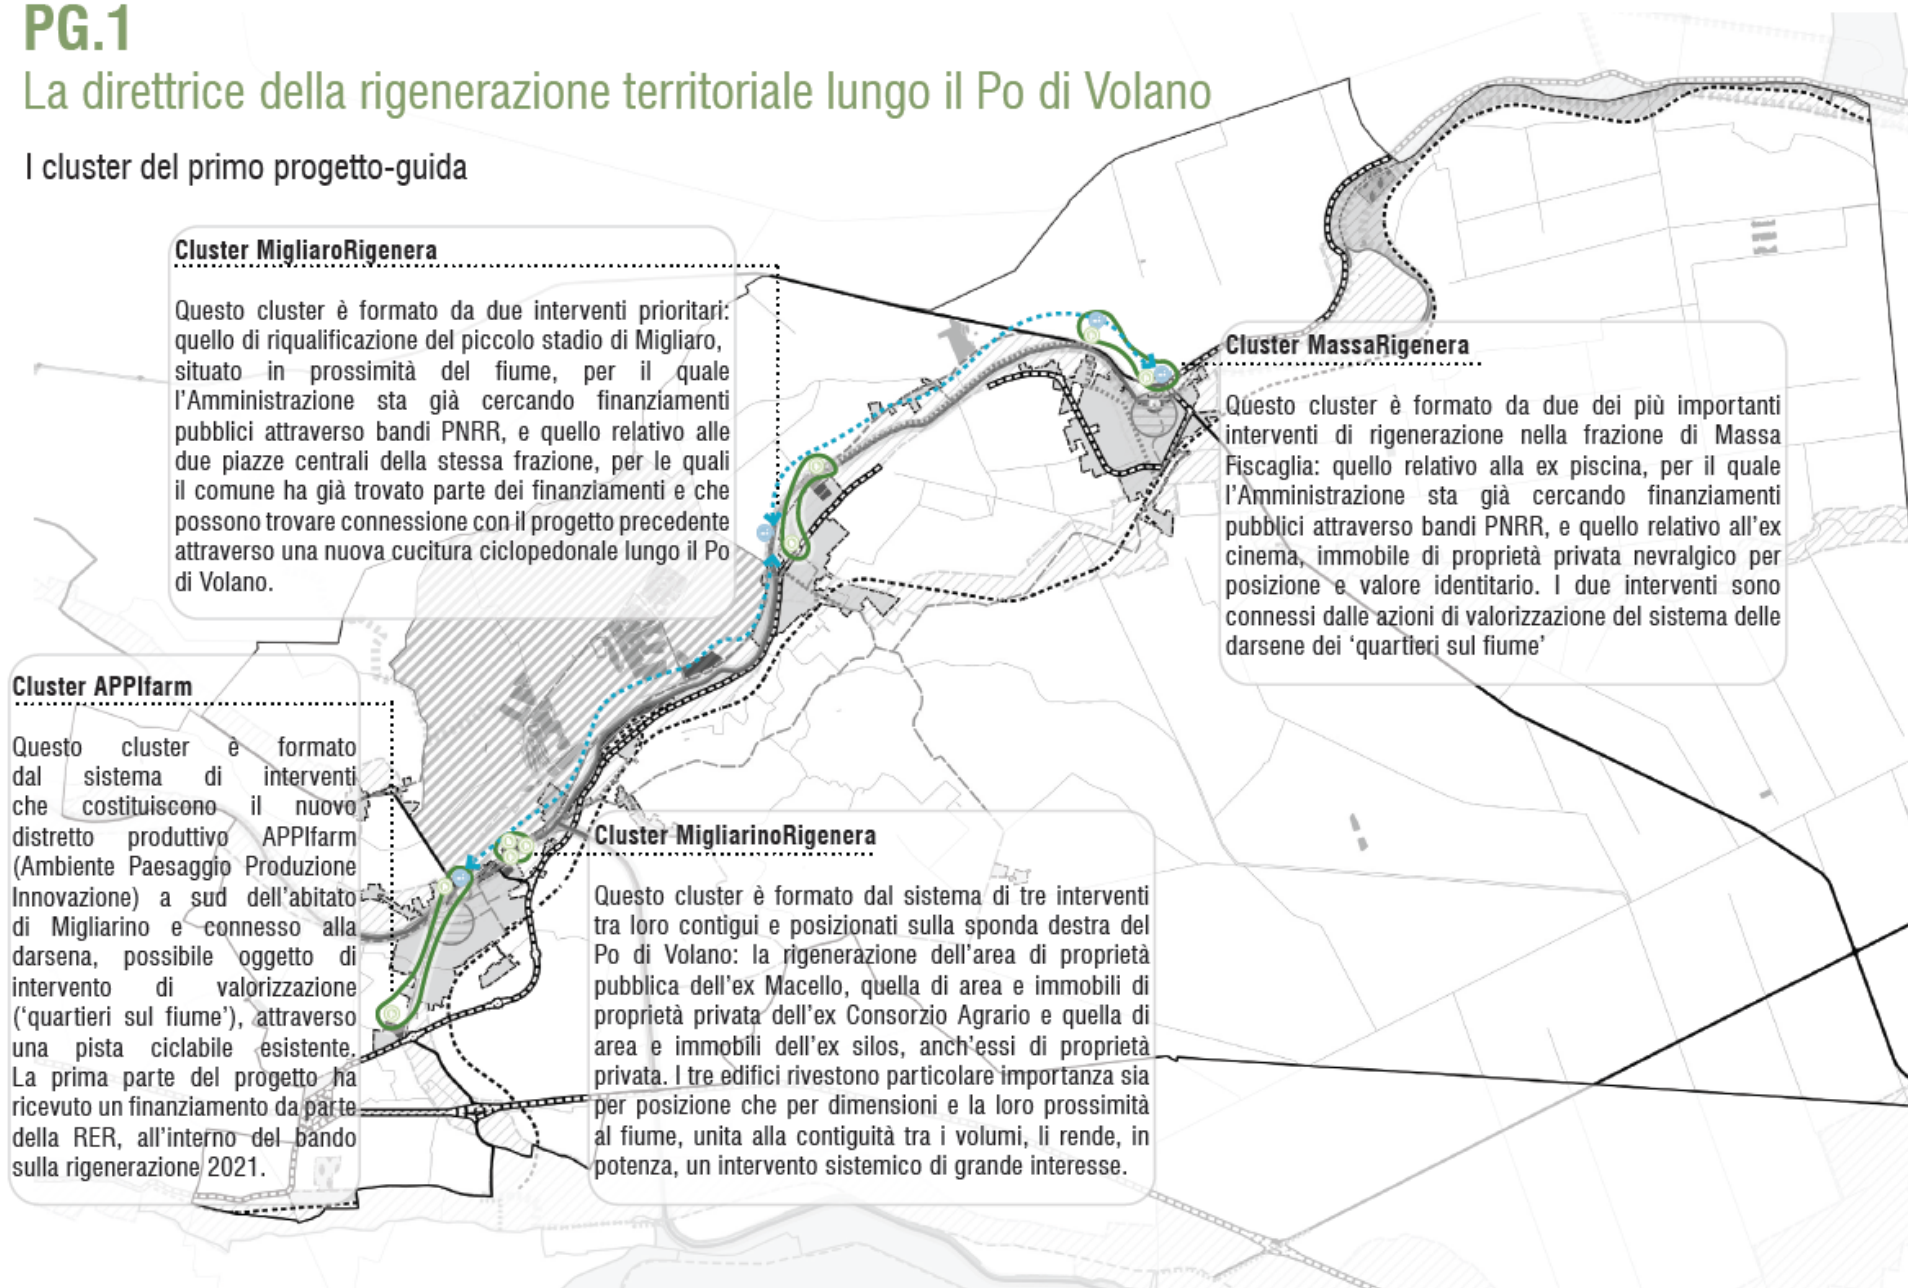 PG.1
La direttrice della rigenerazione territoriale lungo il Po di Volano
I cluster del primo progetto-guida
Cluster MigliaroRigenera
Questo cluster è formato da due interventi prioritari:
quello di riqualificazione del piccolo stadio di Migliaro,
situato in prossimità del fiume, per il quale
l'Amministrazione sta già cercando finanziamenti
pubblici attraverso bandi PNRR, e quello relativo alle
due piazze centrali della stessa frazione, per le quali
il comune ha già trovato parte dei finanziamenti e che
possono trovare connessione con il progetto precedente
attraverso una nuova cucitura ciclopedonale lungo il Po
di Volano.
Cluster MassaRigenera
Questo cluster è formato da due dei più importanti
interventi di rigenerazione nella frazione di Massa
Fiscaglia: quello relativo alla ex piscina, per il quale
l'Amministrazione sta già cercando finanziamenti
pubblici attraverso bandi PNRR, e quello relativo all'ex
cinema, immobile di proprietà privata nevralgico per
posizione e valore identitario. I due interventi sono
connessi dalle azioni di valorizzazione del sistema delle
darsene dei 'quartieri sul fiume'
Cluster APPIfarm
Questo cluster è formato
dal sistema di interventi
che costituiscono il nuovo
distretto produttivo APPIfarm
(Ambiente Paesaggio Produzione
Innovazione) a sud dell'abitato
di Migliarino e connesso alla
darsena, possibile oggetto di
intervento di valorizzazione
('quartieri sul fiume'), attraverso
una pista ciclabile esistente.
La prima parte del progetto ha
ricevuto un finanziamento da parte
della RER, all'interno del bando
sulla rigenerazione 2021.
Cluster MigliarinoRigenera
Questo cluster è formato dal sistema di tre interventi
tra loro contigui e posizionati sulla sponda destra del
Po di Volano: la rigenerazione dell'area di proprietà
pubblica dell'ex Macello, quella di area e immobili di
proprietà privata dell'ex Consorzio Agrario e quella di
area e immobili dell'ex silos, anch'essi di proprietà
privata. I tre edifici rivestono particolare importanza sia
per posizione che per dimensioni e la loro prossimità
al fiume, unita alla contiguità tra i volumi, li rende, in
potenza, un intervento sistemico di grande interesse.